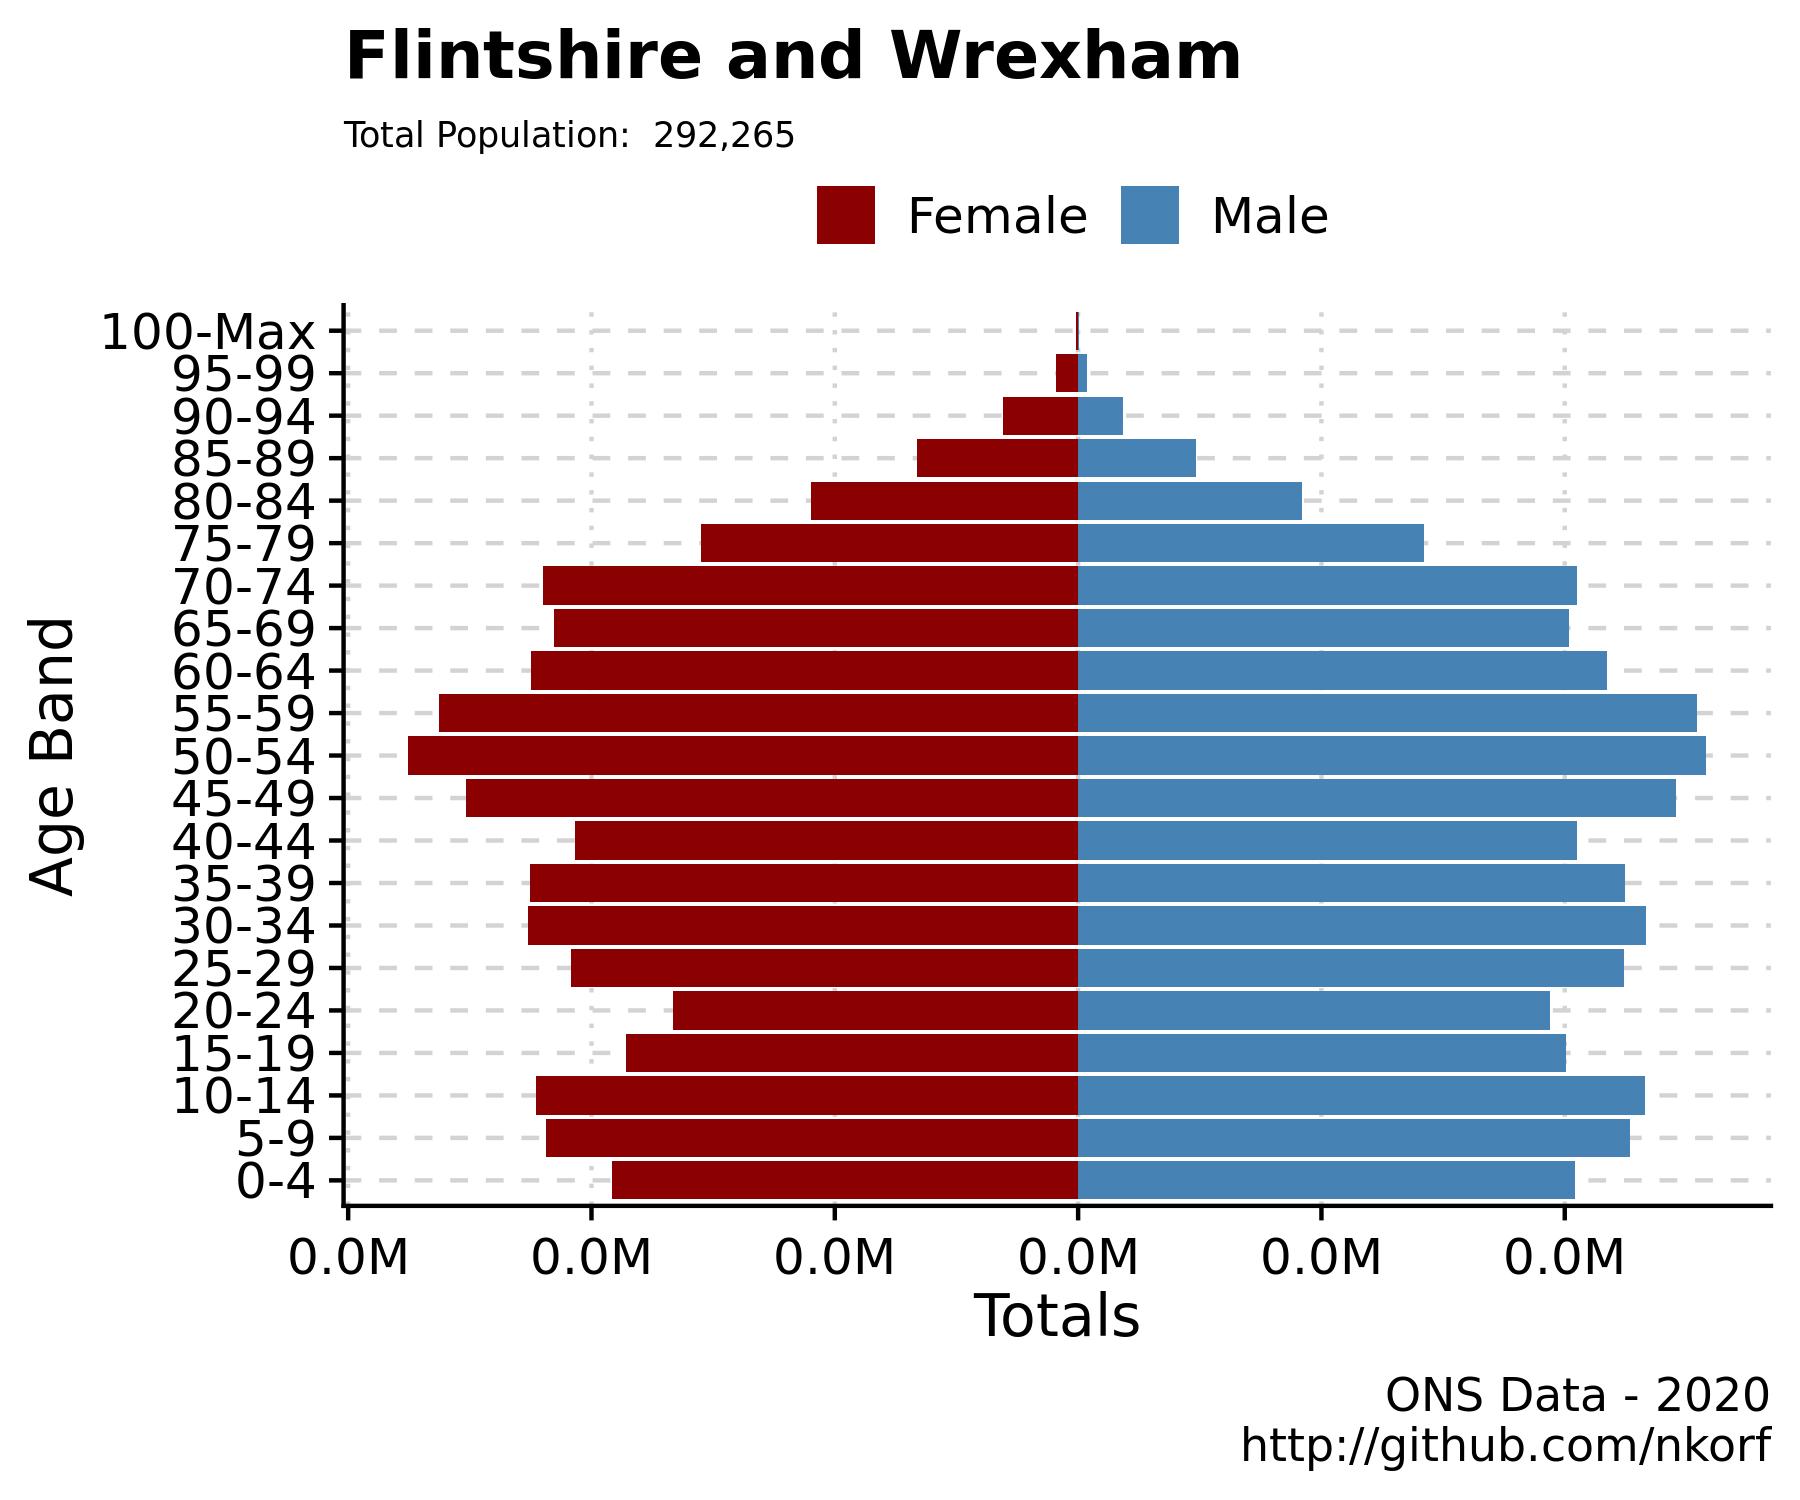 Flintshire and Wrexham
Total Population:  292,265
Female Male
100-Max
95-99
90-94
85-89
80-84
75-79
70-74
65-69
60-64
55-59
50-54
45-49
40-44
35-39
30-34
25-29
20-24
15-19
10-14
5-9
0-4
Age Band
0.0M 0.0M 0.0M 0.0M 0.0M 0.0M
Totals
ONS Data - 2020
http://github.com/nkorf